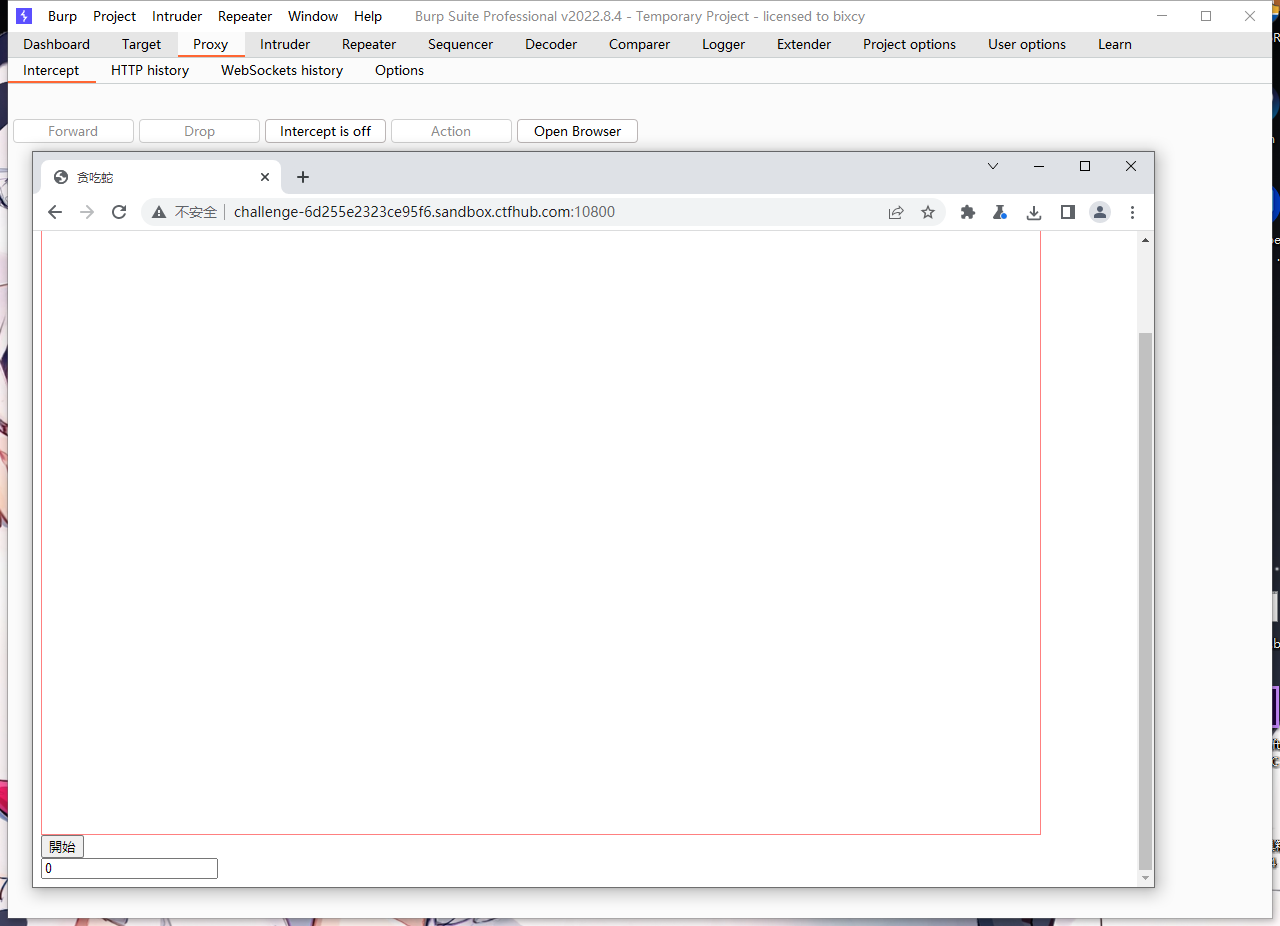 Burp Project Intruder Repeater Window Help Burp Suite Professional v2022.8.4 - Temporary Project - licensed to bixcy
Dashboard Target Proxy Intruder Repeater Sequencer Decoder Comparer Logger Extender Project options User options Learn
Intercept HTTP history WebSockets history Options
Forward Drop Intercept is off Action Open Browser
贪吃蛇
不安全 challenge-6d255e2323ce95f6.sandbox.ctfhub.com:10800
開始
0